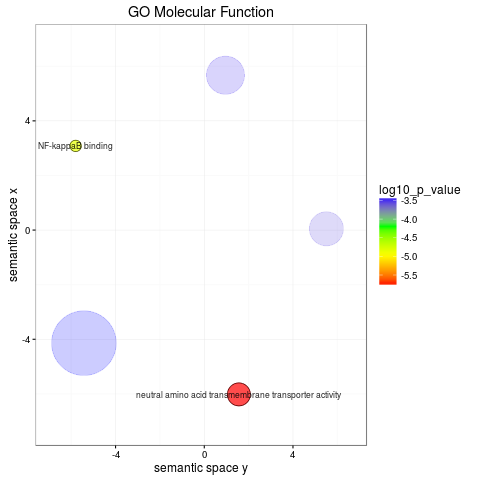 GO Molecular Function
4
0
-4
semantic space x
NF-kappaB binding
neutral amino acid transmembrane transporter activity
-4
0
4
semantic space y
log10_p_value
-3.5
-4.0
-4.5
-5.0
-5.5